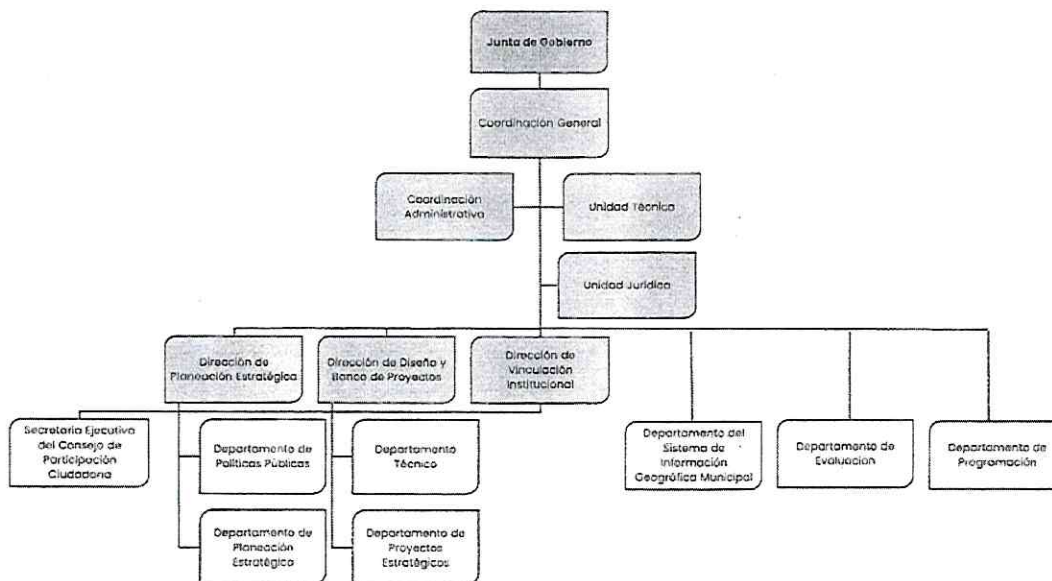 Junta de Gobierno
Coordinación General
Coordinación
Administrativa
Unidad Técnica
Unidad Jurídica
Dirección de
Planeación Estratégica
Dirección de Diseño y
Banco de Proyectos
Dirección de
Vinculación
Institucional
Secretaría Ejecutiva
del Consejo de
Participación
Ciudadana
Departamento de
Políticas Públicas
Departamento
Técnico
Departamento del
Sistema de
Información
Geográfica Municipal
Departamento de
Evaluacion
Departamento de
Programación
Departamento de
Planeación
Estratégica
Departamento de
Proyectos
Estratégicos